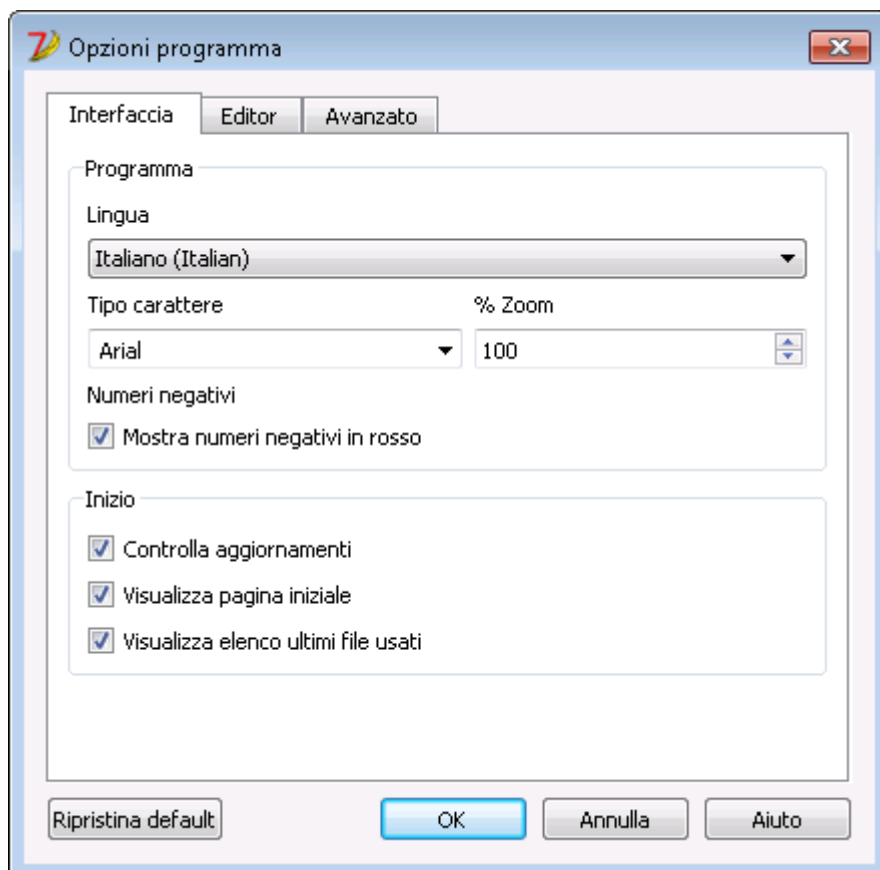 Opzioni programma
Interfaccia Editor Avanzato
Programma
Lingua
Italiano (Italian)
Tipo carattere % Zoom
Arial 100
Numeri negativi
Mostra numeri negativi in rosso
Inizio
Controlla aggiornamenti
Visualizza pagina iniziale
Visualizza elenco ultimi file usati
Ripristina default OK Annulla Aiuto